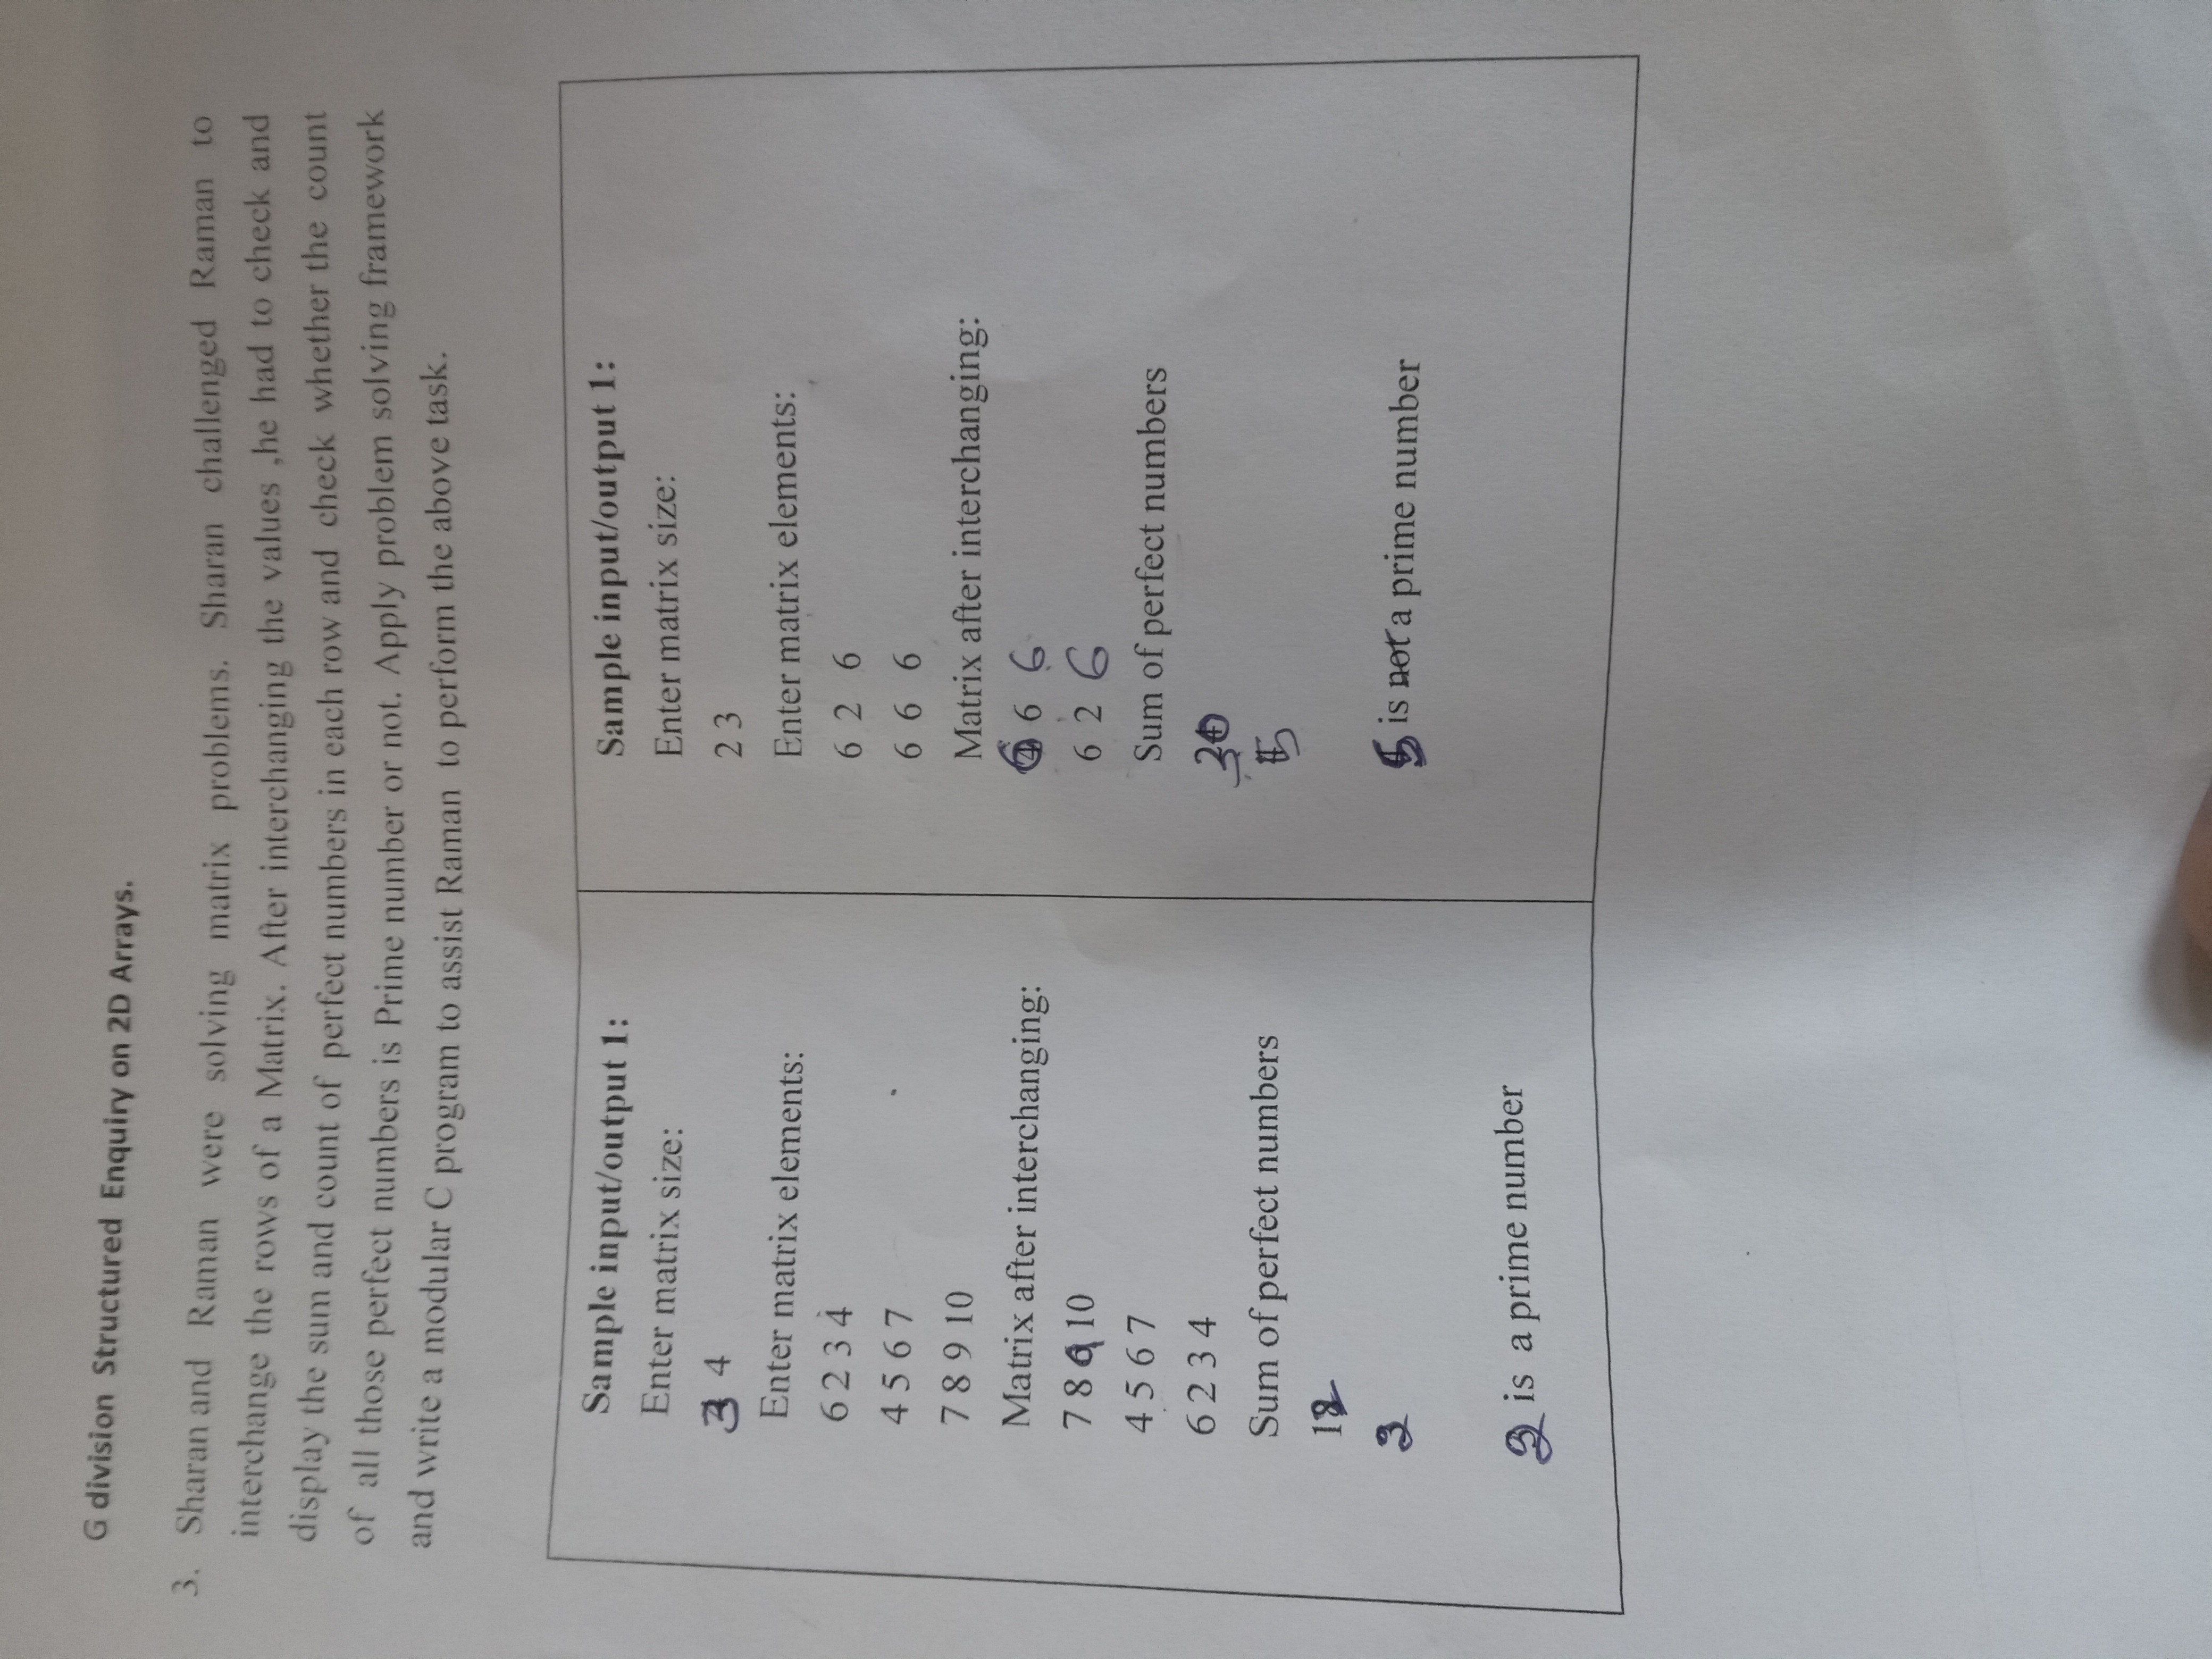 G division Structured Enquiry on 2D Arrays.
3. Sharan and Raman were solving matrix problems. Sharan challenged Raman to
interchange the rows of a Matrix. After interchanging the values ,he had to check and
display the sum and count of perfect numbers in each row and check whether the count
of all those perfect numbers is Prime number or not. Apply problem solving framework
and write a modular C program to assist Raman to perform the above task.
Sample input/output 1:
Enter matrix size:
3 4
Enter matrix elements:
6 2 3 4
4 5 6 7
7 8 9 10
Matrix after interchanging:
7 8 9 10
4 5 6 7
6 2 3 4
Sum of perfect numbers
12
2
2 is a prime number
Sample input/output 1:
Enter matrix size:
2 3
Enter matrix elements:
6 2 6
6 6 6
Matrix after interchanging:
6 6 6
6 2 6
Sum of perfect numbers
30
5
5 is not a prime number